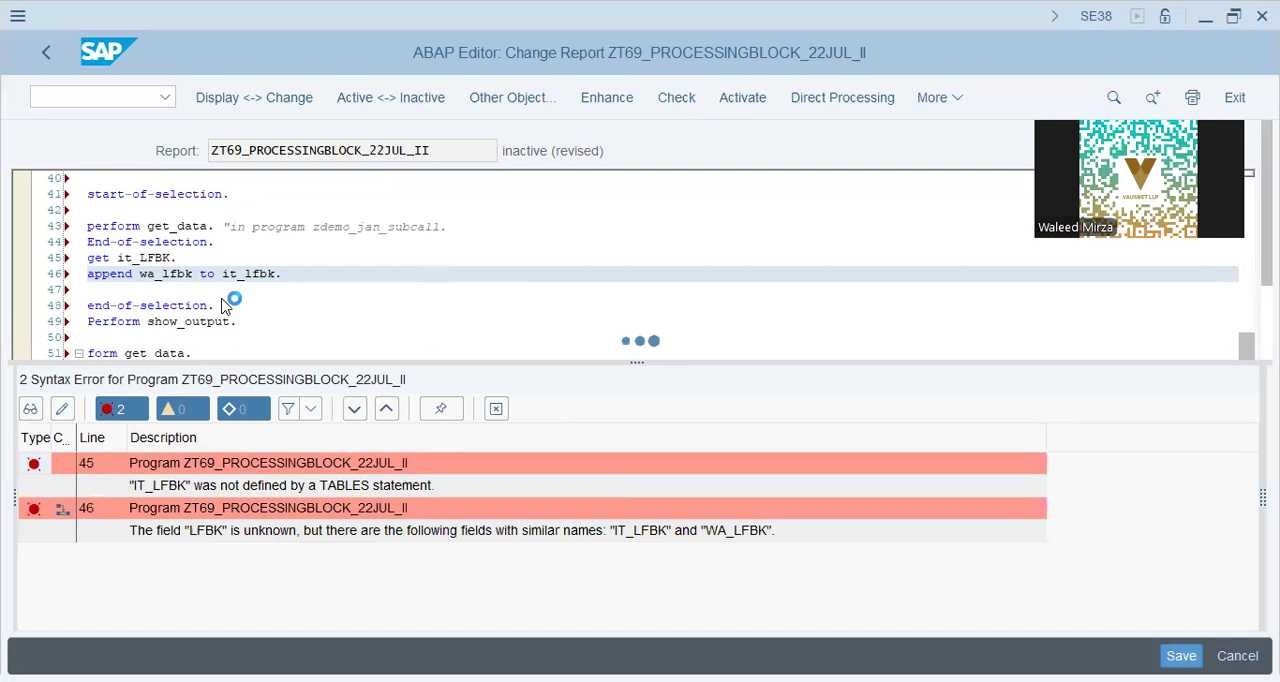 SE38
SAP
ABAP Editor: Change Report ZT69_PROCESSINGBLOCK_22JUL_II
Display <-> Change
Active <-> Inactive
Other Object...
Enhance
Check
Activate
Direct Processing
More
Exit
Report:
ZT69_PROCESSINGBLOCK_22JUL_II
inactive (revised)
VAUSNET LLP
Waleed Mirza
40
41 start-of-selection.
42
43 perform get_data. "in program zdemo_jan_subcall.
44 End-of-selection.
45 get it_LFBK.
46 append wa_lfbk to it_lfbk.
47
48 end-of-selection.
49 Perform show_output.
50
51 form get_data.
2 Syntax Error for Program ZT69_PROCESSINGBLOCK_22JUL_II
2
0
0
Type C... Line Description
45 Program ZT69_PROCESSINGBLOCK_22JUL_II
"IT_LFBK" was not defined by a TABLES statement.
46 Program ZT69_PROCESSINGBLOCK_22JUL_II
The field "LFBK" is unknown, but there are the following fields with similar names: "IT_LFBK" and "WA_LFBK".
Save
Cancel